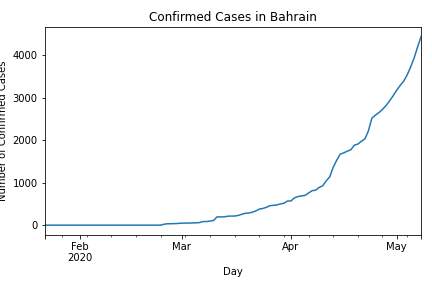 Confirmed Cases in Bahrain
Number of Confirmed Cases
4000
3000
2000
1000
0
Feb
2020
Mar
Apr
May
Day